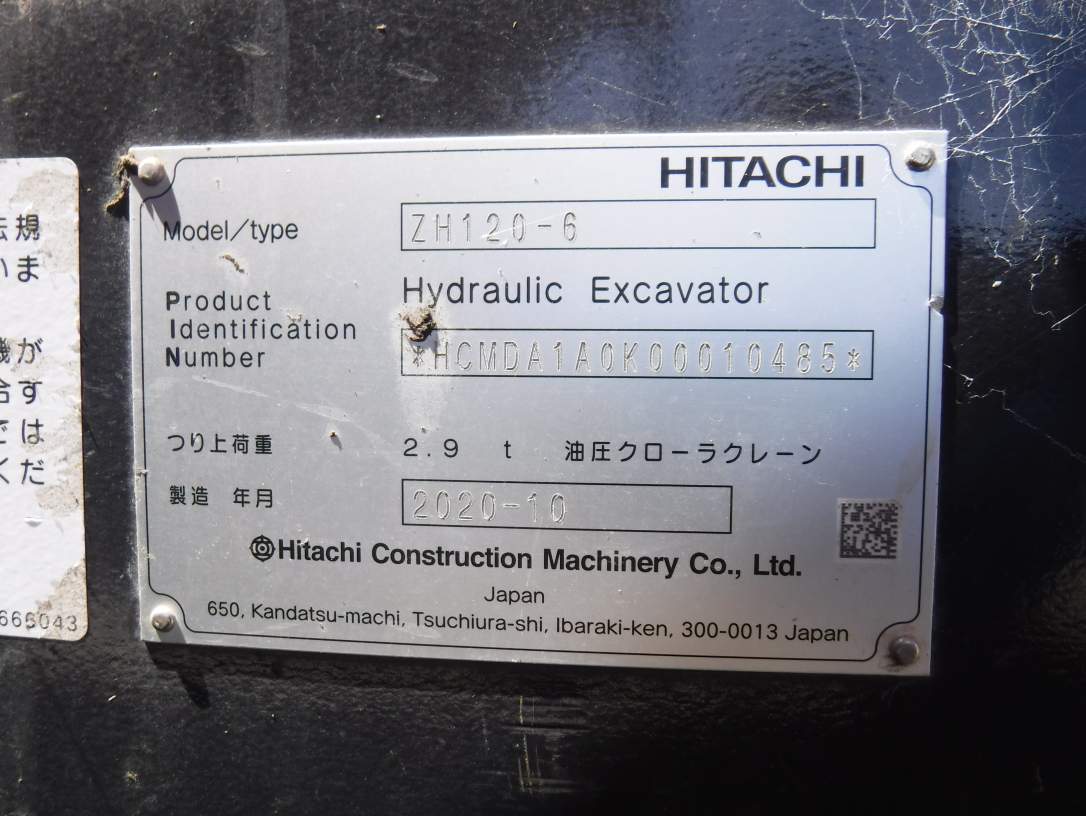 HITACHI
Model/type ZH120-6
Hydraulic Excavator
Product
Identification
Number *HCMDA1A0K00010485*
つり上荷重 2.9 t 油圧クローラクレーン
製造 年月 2020-10
Hitachi Construction Machinery Co., Ltd.
Japan
650, Kandatsu-machi, Tsuchiura-shi, Ibaraki-ken, 300-0013 Japan
規
いま
機が
合す
では
くだ
665043